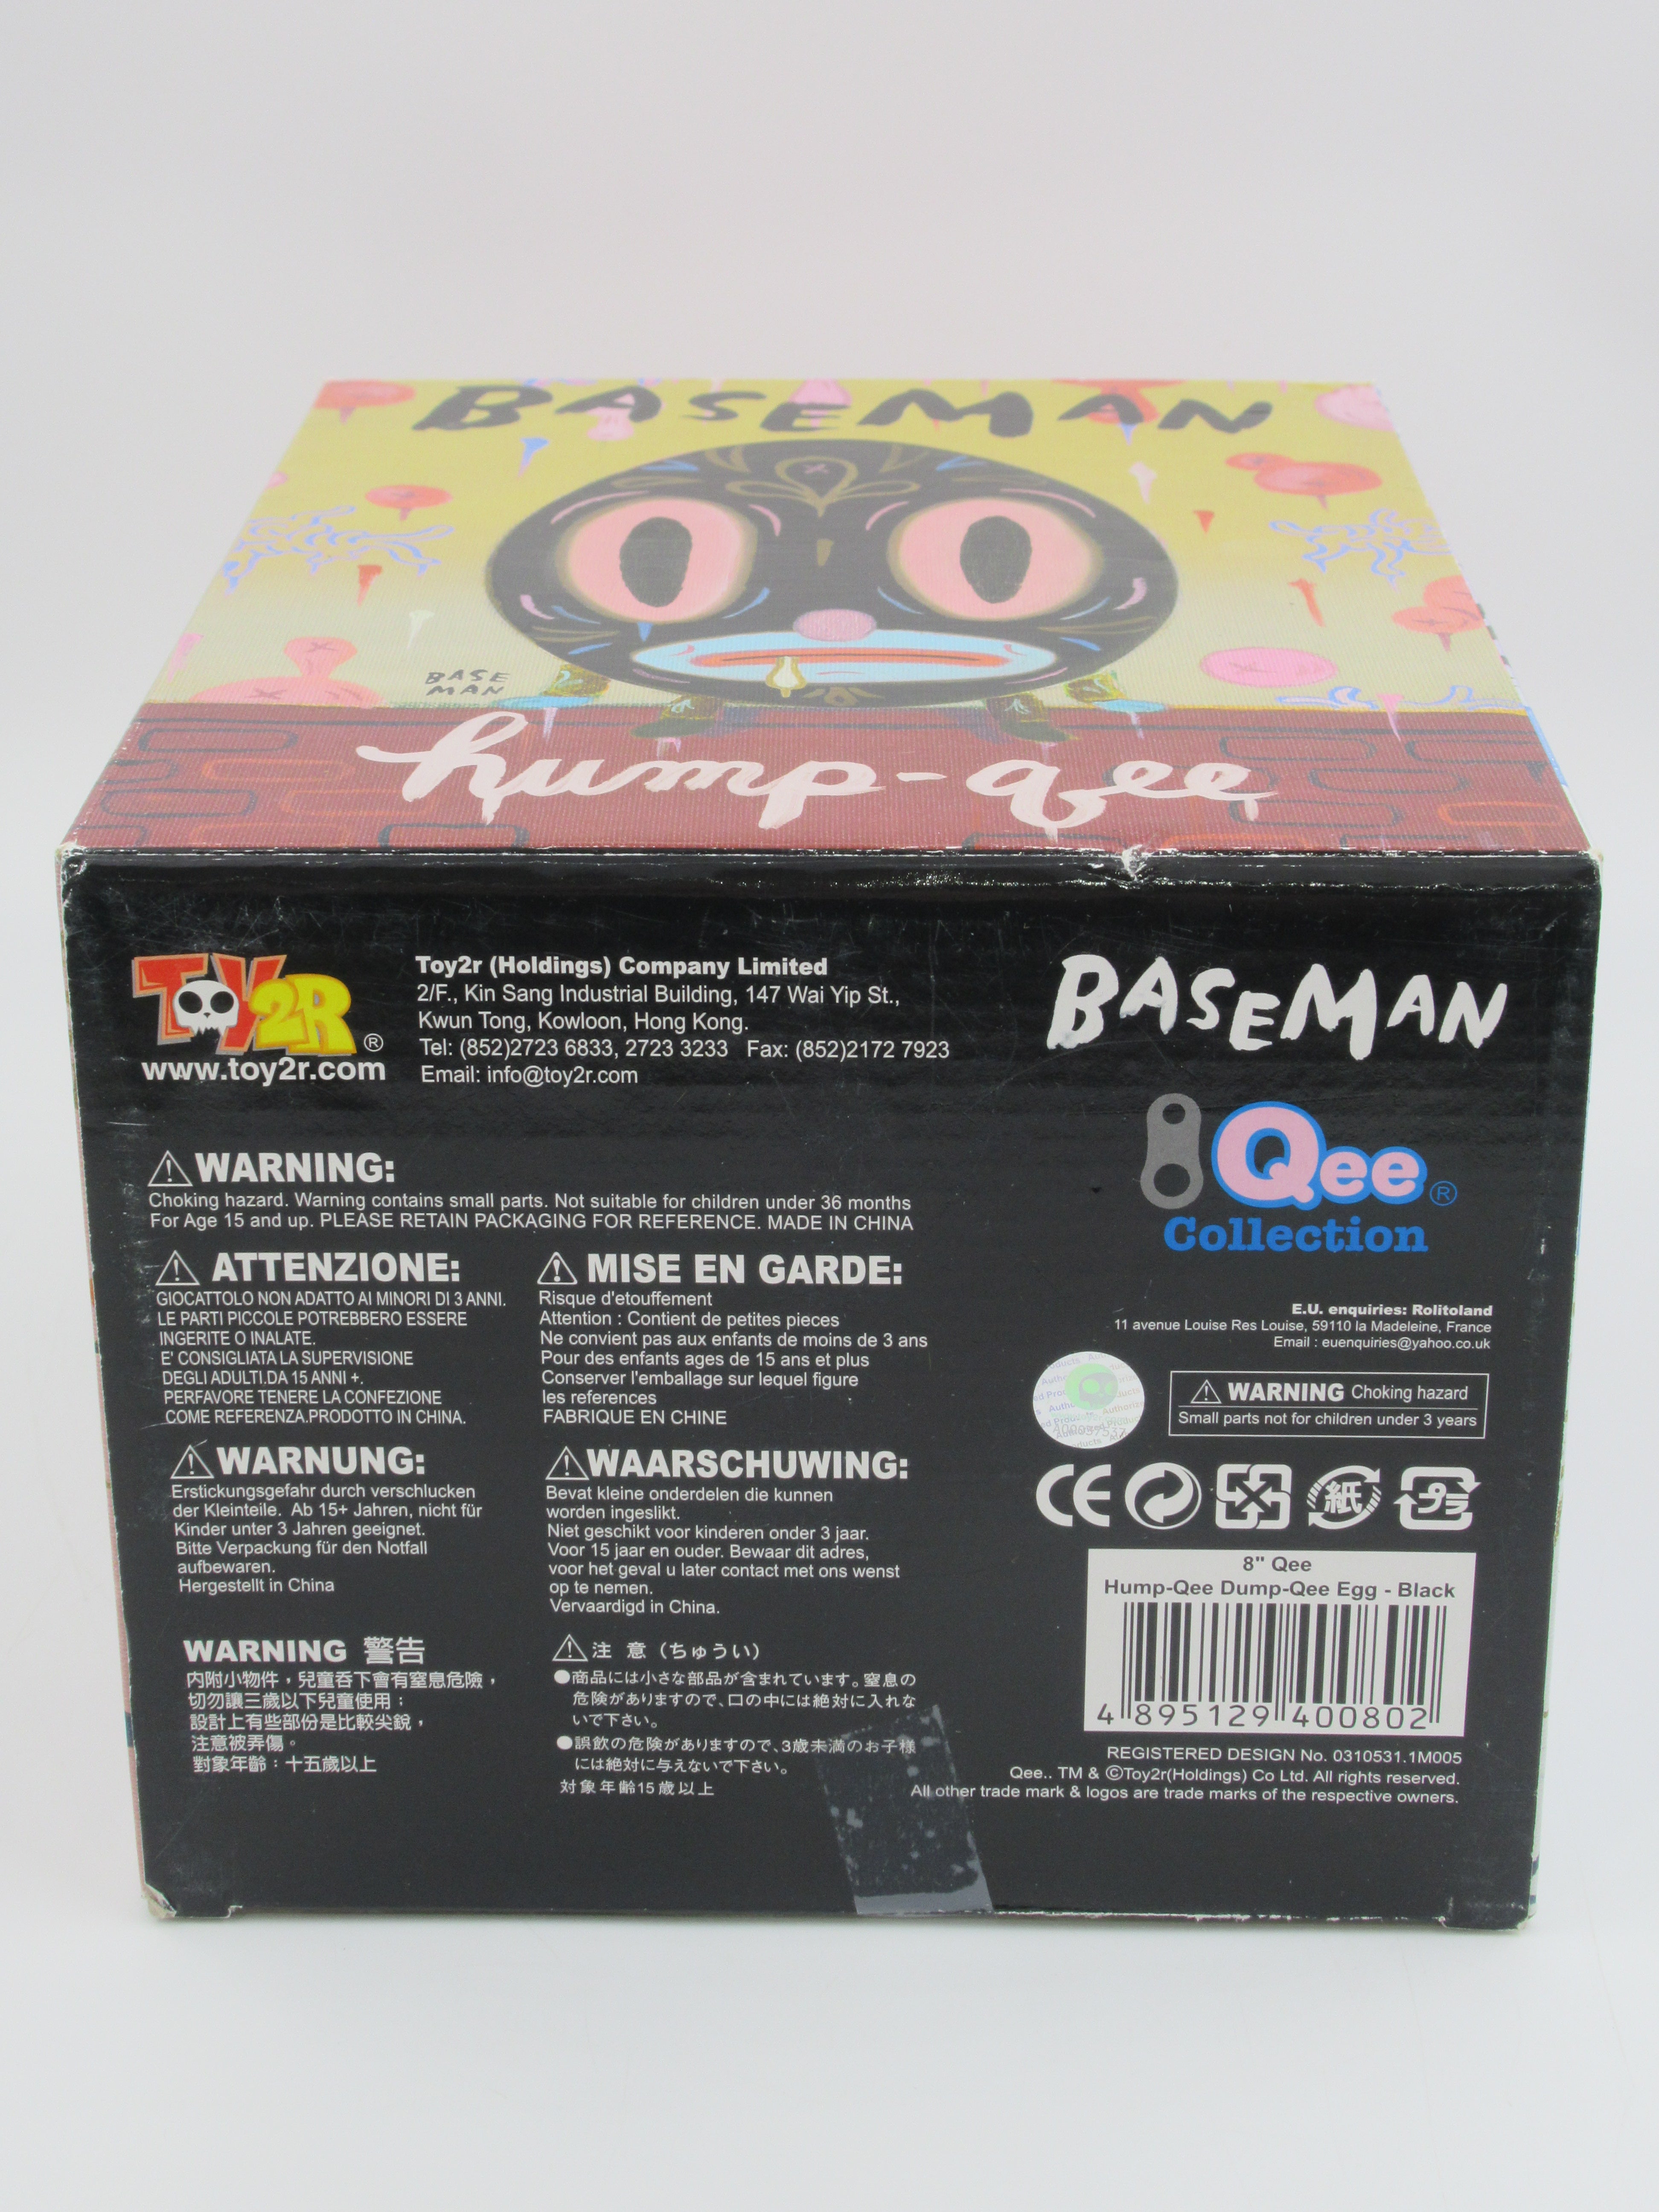 BASEMAN
BASE
MAN
hump-qee
TOY2R ®
www.toy2r.com
Toy2r (Holdings) Company Limited
2/F., Kin Sang Industrial Building, 147 Wai Yip St.,
Kwun Tong, Kowloon, Hong Kong.
Tel: (852)2723 6833, 2723 3233 Fax: (852)2172 7923
Email: info@toy2r.com
BASEMAN
Qee ®
Collection
WARNING:
Choking hazard. Warning contains small parts. Not suitable for children under 36 months
For Age 15 and up. PLEASE RETAIN PACKAGING FOR REFERENCE. MADE IN CHINA
ATTENZIONE:
GIOCATTOLO NON ADATTO AI MINORI DI 3 ANNI.
LE PARTI PICCOLE POTREBBERO ESSERE
INGERITE O INALATE.
E' CONSIGLIATA LA SUPERVISIONE
DEGLI ADULTI.DA 15 ANNI +.
PERFAVORE TENERE LA CONFEZIONE
COME REFERENZA.PRODOTTO IN CHINA.
MISE EN GARDE:
Risque d'etouffement
Attention : Contient de petites pieces
Ne convient pas aux enfants de moins de 3 ans
Pour des enfants ages de 15 ans et plus
Conserver l'emballage sur lequel figure
les references
FABRIQUE EN CHINE
WARNUNG:
Erstickungsgefahr durch verschlucken
der Kleinteile. Ab 15+ Jahren, nicht für
Kinder unter 3 Jahren geeignet.
Bitte Verpackung für den Notfall
aufbewaren.
Hergestellt in China
WAARSCHUWING:
Bevat kleine onderdelen die kunnen
worden ingeslikt.
Niet geschikt voor kinderen onder 3 jaar.
Voor 15 jaar en ouder. Bewaar dit adres,
voor het geval u later contact met ons wenst
op te nemen.
Vervaardigd in China.
WARNING 警告
內附小物件，兒童吞下會有窒息危險，
切勿讓三歲以下兒童使用；
設計上有些部份是比較尖銳，
注意被弄傷。
對象年齡：十五歲以上
注 意（ちゅうい）
●商品には小さな部品が含まれています。窒息の
危険がありますので、口の中には絶対に入れな
いで下さい。
●誤飲の危険がありますので、3歳未満のお子様
には絶対に与えないで下さい。
対象年齢15歳以上
E.U. enquiries: Rolitoland
11 avenue Louise Res Louise, 59110 la Madeleine, France
Email : euenquiries@yahoo.co.uk
WARNING Choking hazard
Small parts not for children under 3 years
CE
紙
プラ
8" Qee
Hump-Qee Dump-Qee Egg - Black
4 895129 400802
REGISTERED DESIGN No. 0310531.1M005
Qee.. TM & ©Toy2r(Holdings) Co Ltd. All rights reserved.
All other trade mark & logos are trade marks of the respective owners.